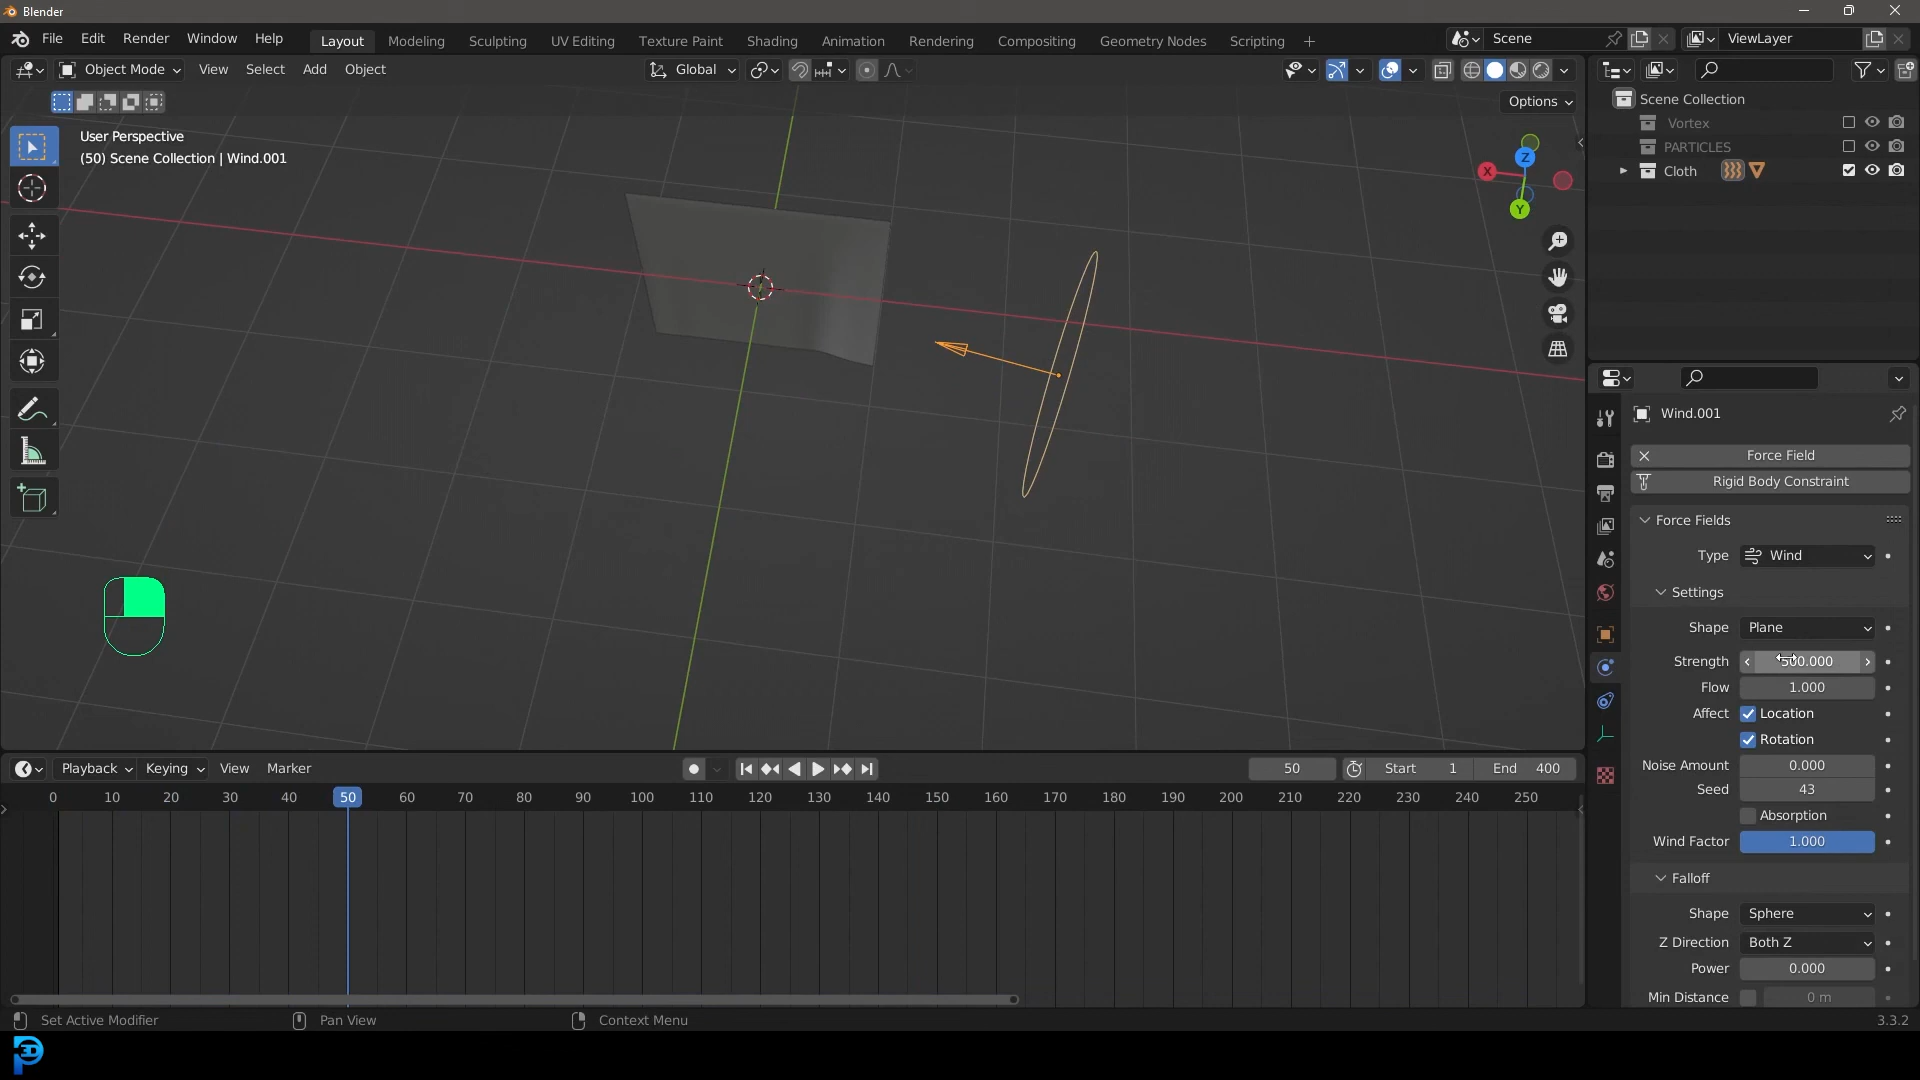 Blender
File Edit Render Window Help Layout Modeling Sculpting UV Editing Texture Paint Shading Animation Rendering Compositing Geometry Nodes Scripting + Scene ViewLayer
Object Mode View Select Add Object Global
Options
User Perspective
(50) Scene Collection | Wind.001
X
Z
Y
Scene Collection
Vortex
PARTICLES
Cloth
Wind.001
Force Field
Rigid Body Constraint
Force Fields
Type Wind
Settings
Shape Plane
Strength
Flow 1.000
Affect Location
Rotation
Noise Amount 0.000
Seed 43
Absorption
Wind Factor 1.000
Falloff
Shape Sphere
Z Direction Both Z
Power 0.000
Min Distance 0 m
Playback Keying View Marker 50 Start 1 End 400
0 10 20 30 40 50 60 70 80 90 100 110 120 130 140 150 160 170 180 190 200 210 220 230 240 250
Set Active Modifier Pan View Context Menu 3.3.2